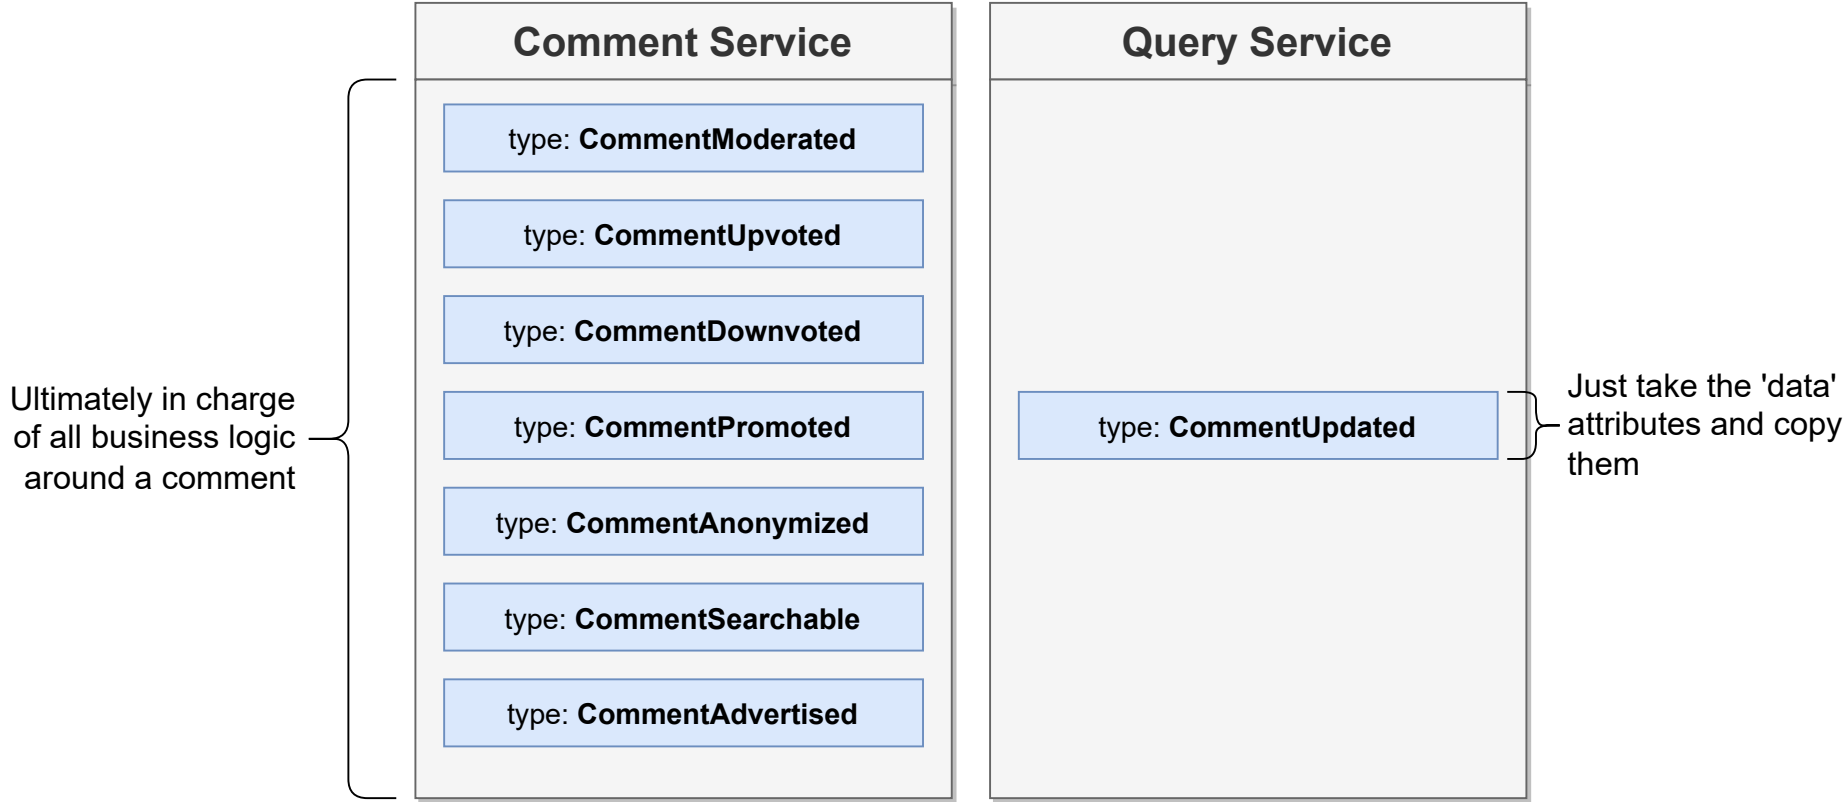 Comment Service
type: CommentModerated
type: CommentUpvoted
type: CommentDownvoted
type: CommentPromoted
type: CommentAnonymized
type: CommentSearchable
type: CommentAdvertised
Ultimately in charge
of all business logic
around a comment
Query Service
type: CommentUpdated
Just take the 'data'
attributes and copy
them